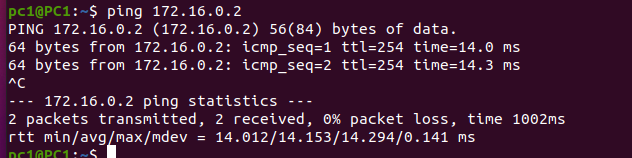 pc1@PC1:~$ ping 172.16.0.2
PING 172.16.0.2 (172.16.0.2) 56(84) bytes of data.
64 bytes from 172.16.0.2: icmp_seq=1 ttl=254 time=14.0 ms
64 bytes from 172.16.0.2: icmp_seq=2 ttl=254 time=14.3 ms
^C
--- 172.16.0.2 ping statistics ---
2 packets transmitted, 2 received, 0% packet loss, time 1002ms
rtt min/avg/max/mdev = 14.012/14.153/14.294/0.141 ms
pc1@PC1:~$